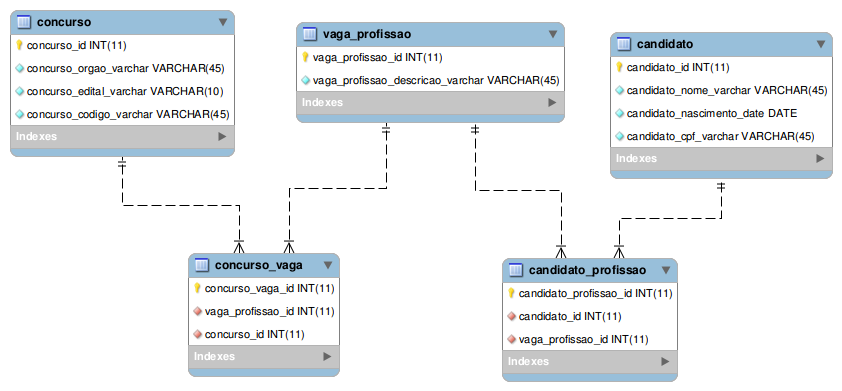 concurso
concurso_id INT(11)
concurso_orgao_varchar VARCHAR(45)
concurso_edital_varchar VARCHAR(10)
concurso_codigo_varchar VARCHAR(45)
Indexes
vaga_profissao
vaga_profissao_id INT(11)
vaga_profissao_descricao_varchar VARCHAR(45)
Indexes
candidato
candidato_id INT(11)
candidato_nome_varchar VARCHAR(45)
candidato_nascimento_date DATE
candidato_cpf_varchar VARCHAR(45)
Indexes
concurso_vaga
concurso_vaga_id INT(11)
vaga_profissao_id INT(11)
concurso_id INT(11)
Indexes
candidato_profissao
candidato_profissao_id INT(11)
candidato_id INT(11)
vaga_profissao_id INT(11)
Indexes